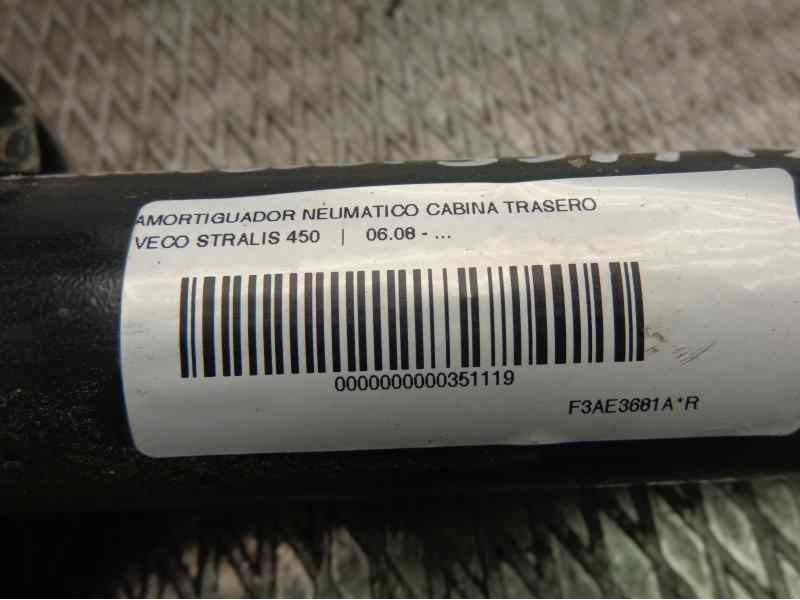 AMORTIGUADOR NEUMATICO CABINA TRASERO
VECO STRALIS 450 | 06.08 - ...
0000000000351119
F3AE3681A*R